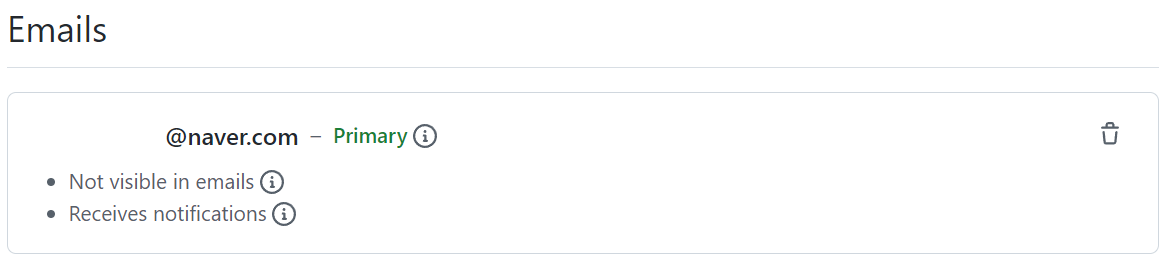 Emails
@naver.com – Primary
Not visible in emails
Receives notifications